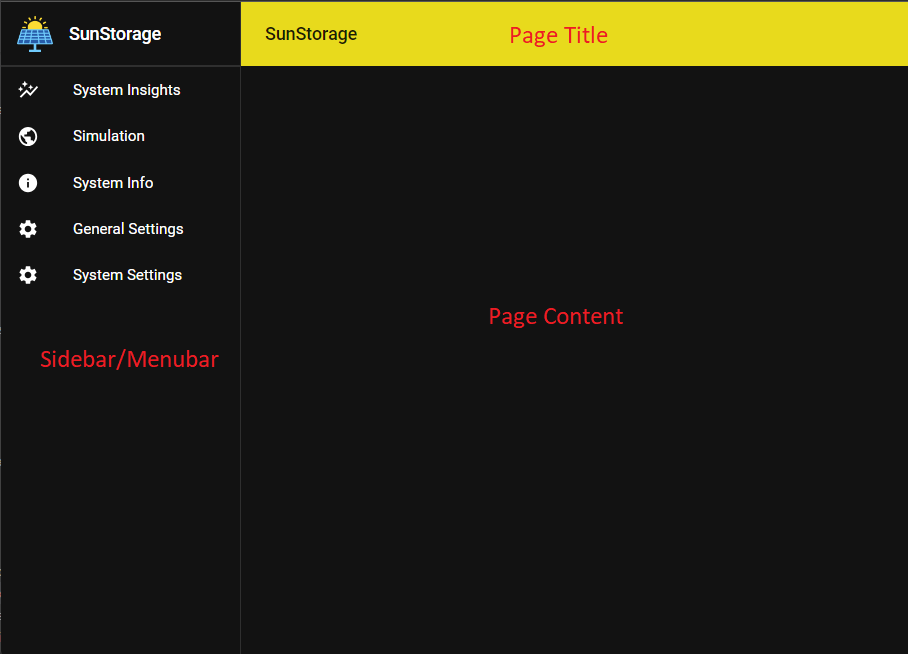 SunStorage
SunStorage
Page Title
System Insights
Simulation
System Info
General Settings
System Settings
Page Content
Sidebar/Menubar